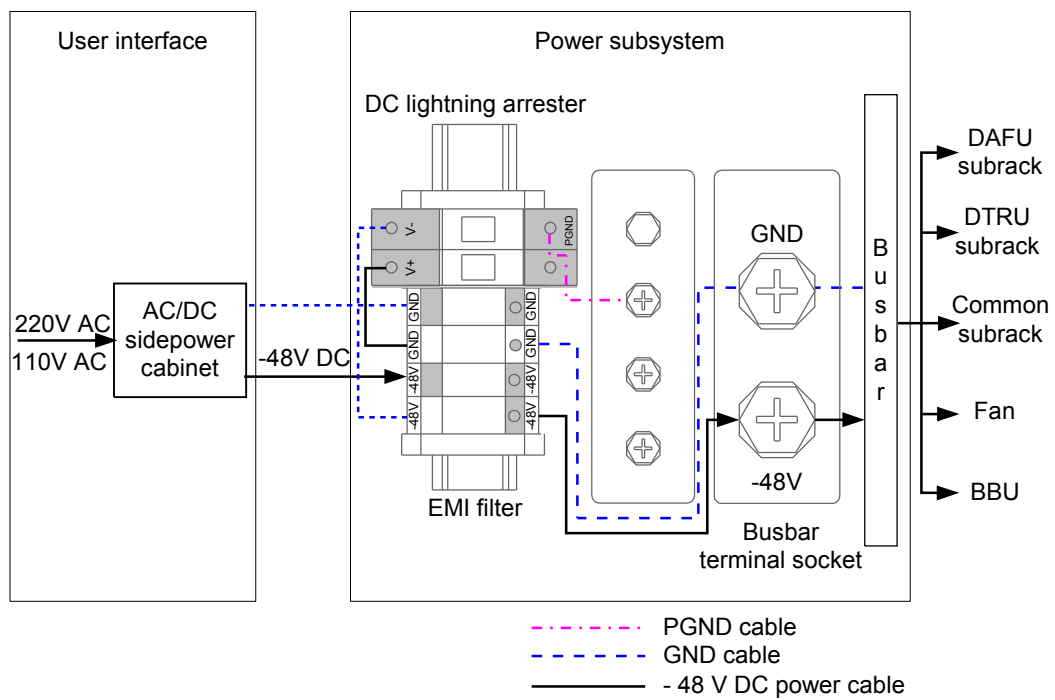 User interface
Power subsystem
DC lightning arrester
V-
PGND
V+
GND
GND
GND
GND
-48V
-48V
-48V
-48V
EMI filter
220V AC
110V AC
AC/DC
sidepower
cabinet
-48V DC
GND
-48V
Busbar
terminal socket
Busbar
DAFU
subrack
DTRU
subrack
Common
subrack
Fan
BBU
PGND cable
GND cable
- 48 V DC power cable